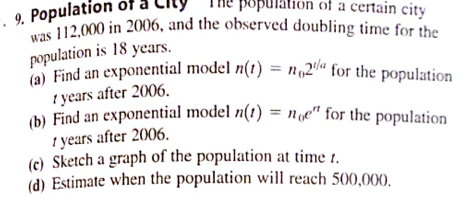 9. Population of a City The population of a certain city
was 112,000 in 2006, and the observed doubling time for the
population is 18 years.
(a) Find an exponential model n(t) = n₀2^(t/a) for the population
t years after 2006.
(b) Find an exponential model n(t) = n₀e^(rt) for the population
t years after 2006.
(c) Sketch a graph of the population at time t.
(d) Estimate when the population will reach 500,000.